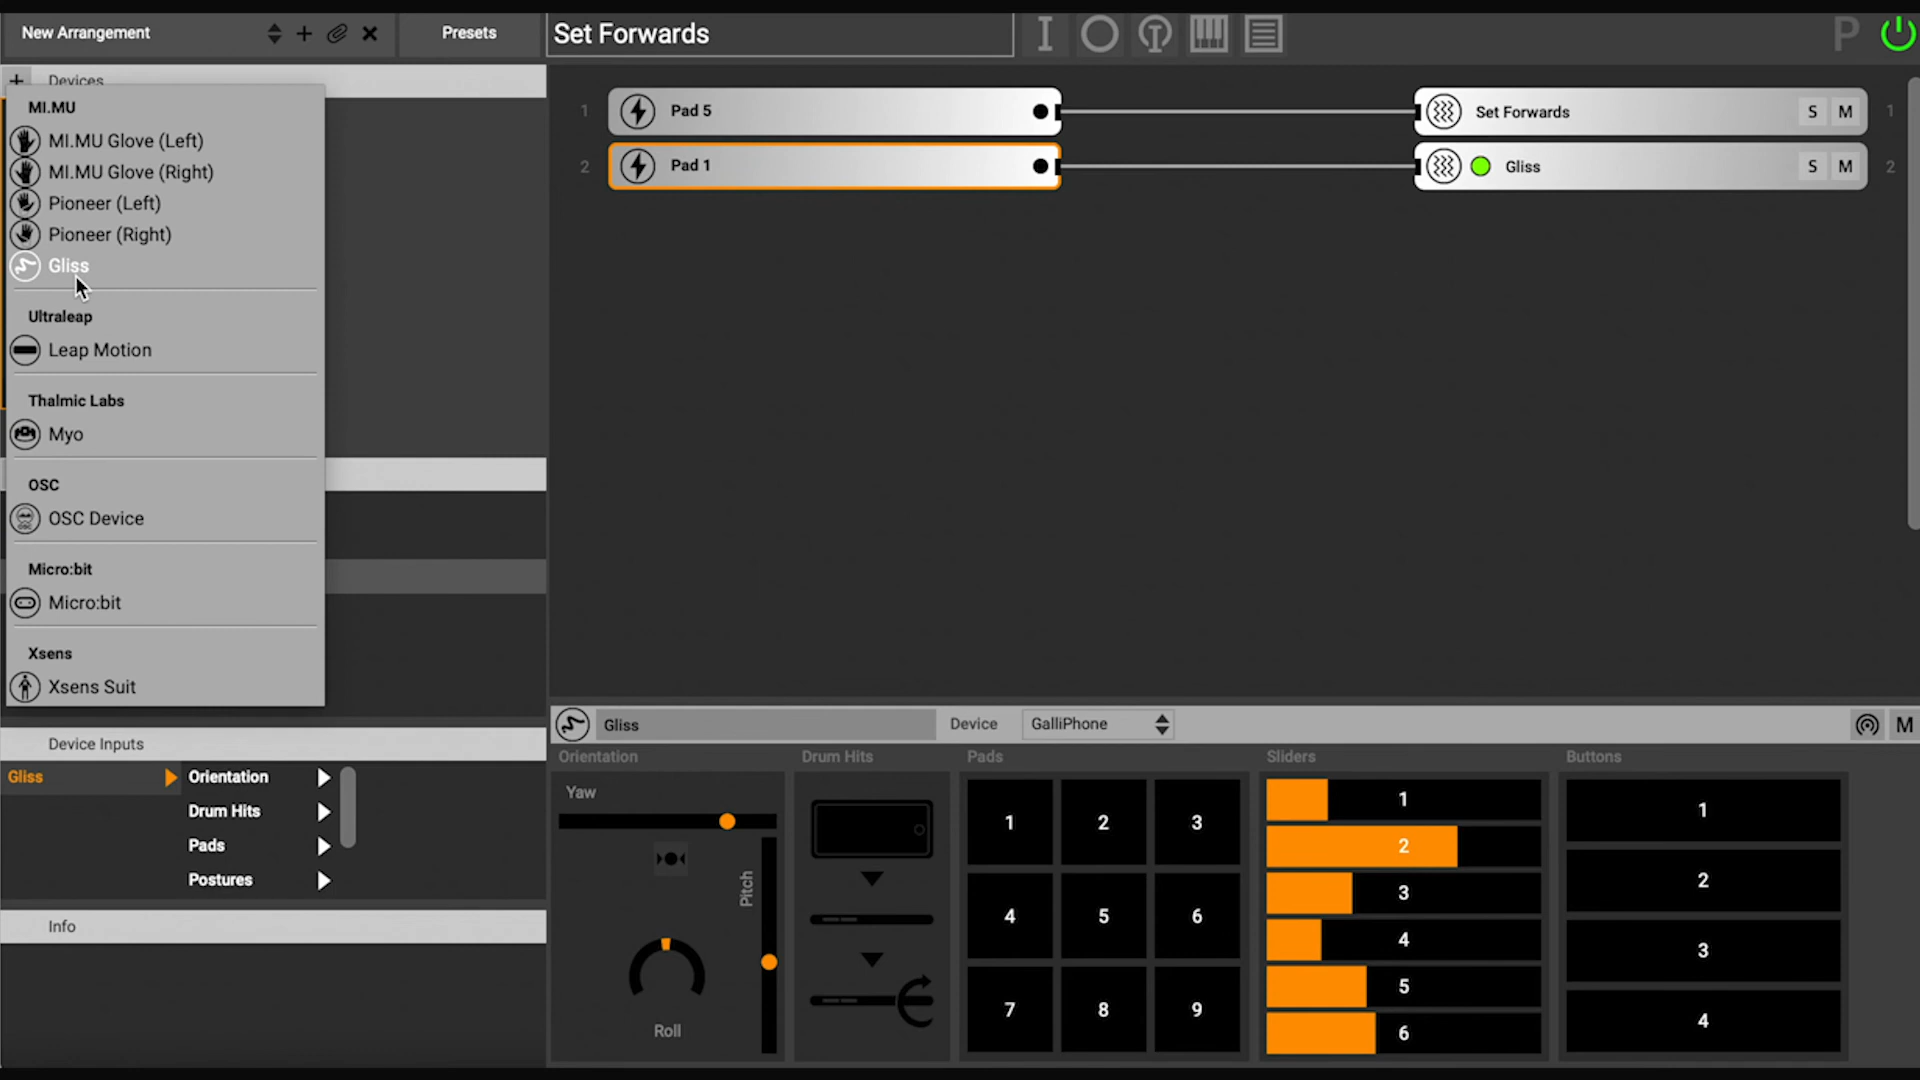 New Arrangement
Presets
Set Forwards
P
Devices
MI.MU
MI.MU Glove (Left)
MI.MU Glove (Right)
Pioneer (Left)
Pioneer (Right)
Gliss
Ultraleap
Leap Motion
Thalmic Labs
Myo
OSC
OSC Device
Micro:bit
Micro:bit
Xsens
Xsens Suit
1 Pad 5 Set Forwards S M 1
2 Pad 1 Gliss S M 2
Device Inputs
Gliss
Orientation
Drum Hits
Pads
Postures
Info
Gliss Device GalliPhone M
Orientation
Yaw
Pitch
Roll
Drum Hits
Pads
1 2 3
4 5 6
7 8 9
Sliders
1
2
3
4
5
6
Buttons
1
2
3
4